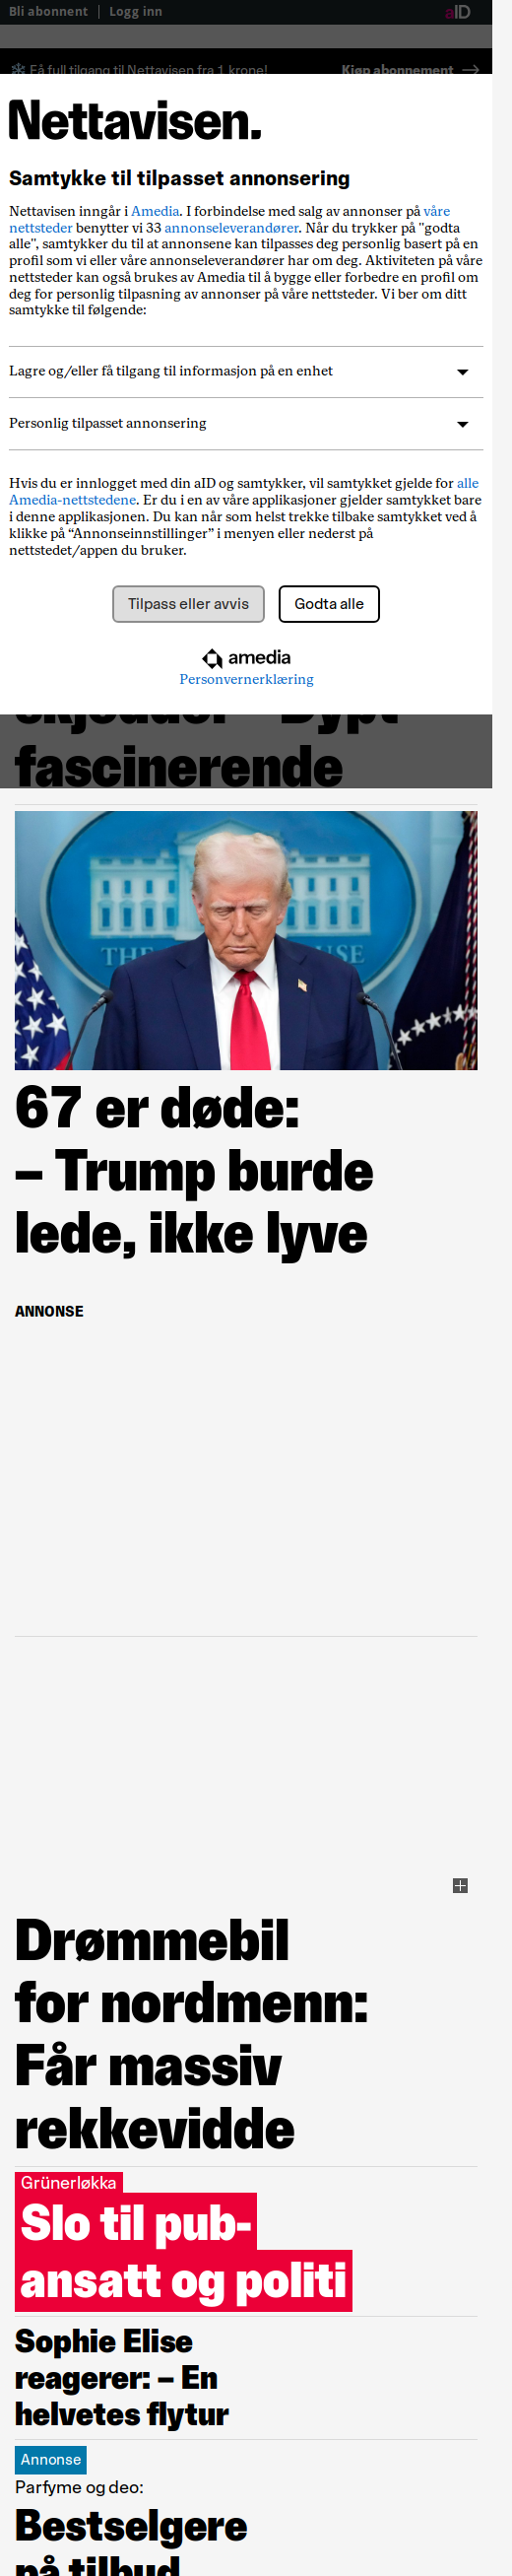 Bli abonnent | Logg inn
aID
Få full tilgang til Nettavisen fra 1 krone!
Kjøp abonnement →
Nettavisen.
Samtykke til tilpasset annonsering
Nettavisen inngår i Amedia. I forbindelse med salg av annonser på våre
nettsteder benytter vi 33 annonseleverandører. Når du trykker på "godta
alle", samtykker du til at annonsene kan tilpasses deg personlig basert på en
profil som vi eller våre annonseleverandører har om deg. Aktiviteten på våre
nettsteder kan også brukes av Amedia til å bygge eller forbedre en profil om
deg for personlig tilpasning av annonser på våre nettsteder. Vi ber om ditt
samtykke til følgende:
Lagre og/eller få tilgang til informasjon på en enhet
Personlig tilpasset annonsering
Hvis du er innlogget med din aID og samtykker, vil samtykket gjelde for alle
Amedia-nettstedene. Er du i en av våre applikasjoner gjelder samtykket bare
i denne applikasjonen. Du kan når som helst trekke tilbake samtykket ved å
klikke på “Annonseinnstillinger” i menyen eller nederst på
nettstedet/appen du bruker.
Tilpass eller avvis
Godta alle
amedia
Personvernerklæring
fascinerende
67 er døde:
– Trump burde
lede, ikke lyve
ANNONSE
Drømmebil
for nordmenn:
Får massiv
rekkevidde
Grünerløkka
Slo til pub-
ansatt og politi
Sophie Elise
reagerer: – En
helvetes flytur
Annonse
Parfyme og deo:
Bestselgere
på tilbud